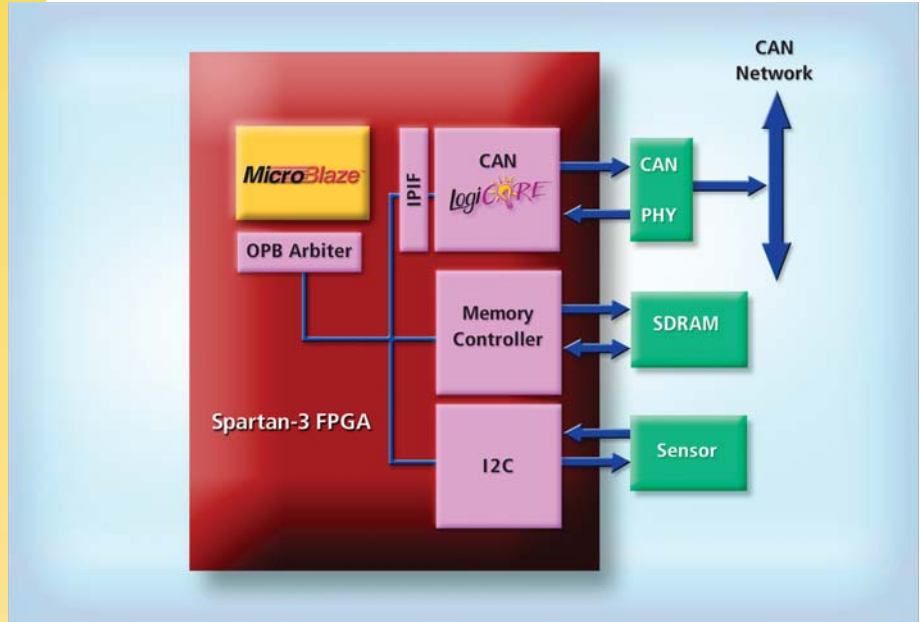 CAN
Network
MicroBlaze
IPIF
CAN
LogiCORE
CAN
PHY
OPB Arbiter
Memory
Controller
SDRAM
Spartan-3 FPGA
I2C
Sensor